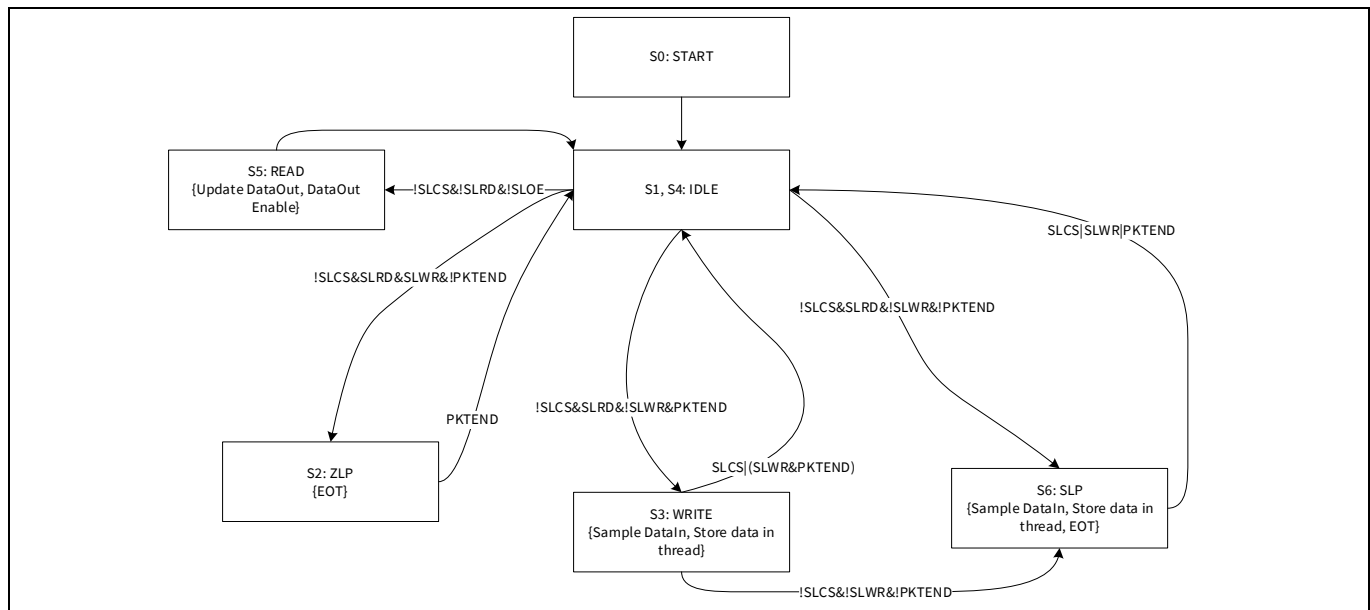 S0: START
S5: READ
{Update DataOut, DataOut
Enable}
!SLCS&!SLRD&!SLOE
S1, S4: IDLE
SLCS|SLWR|PKTEND
!SLCS&SLRD&SLWR&!PKTEND
!SLCS&SLRD&!SLWR&!PKTEND
!SLCS&SLRD&!SLWR&PKTEND
PKTEND
SLCS|(SLWR&PKTEND)
S2: ZLP
{EOT}
S3: WRITE
{Sample DataIn, Store data in
thread}
S6: SLP
{Sample DataIn, Store data in
thread, EOT}
!SLCS&!SLWR&!PKTEND